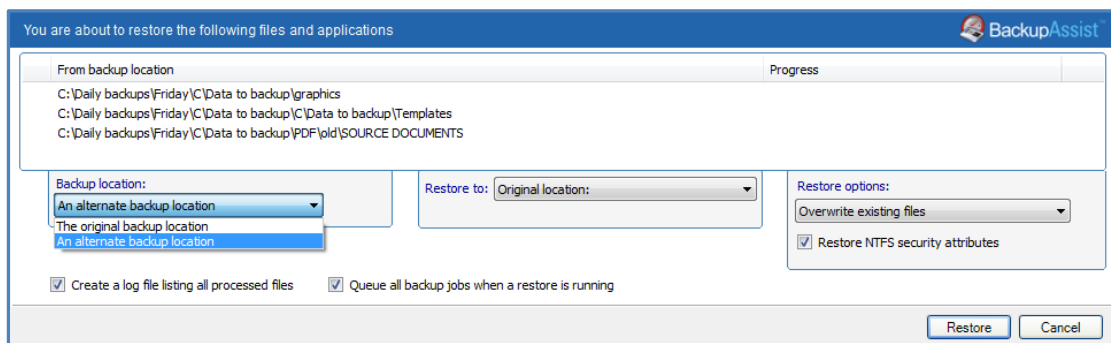 You are about to restore the following files and applications
BackupAssist™
From backup location
Progress
C:\Daily backups\Friday\C\Data to backup\graphics
C:\Daily backups\Friday\C\Data to backup\C\Data to backup\Templates
C:\Daily backups\Friday\C\Data to backup\PDF\old\SOURCE DOCUMENTS
Backup location:
An alternate backup location
The original backup location
An alternate backup location
Restore to: Original location:
Restore options:
Overwrite existing files
Restore NTFS security attributes
Create a log file listing all processed files
Queue all backup jobs when a restore is running
Restore
Cancel